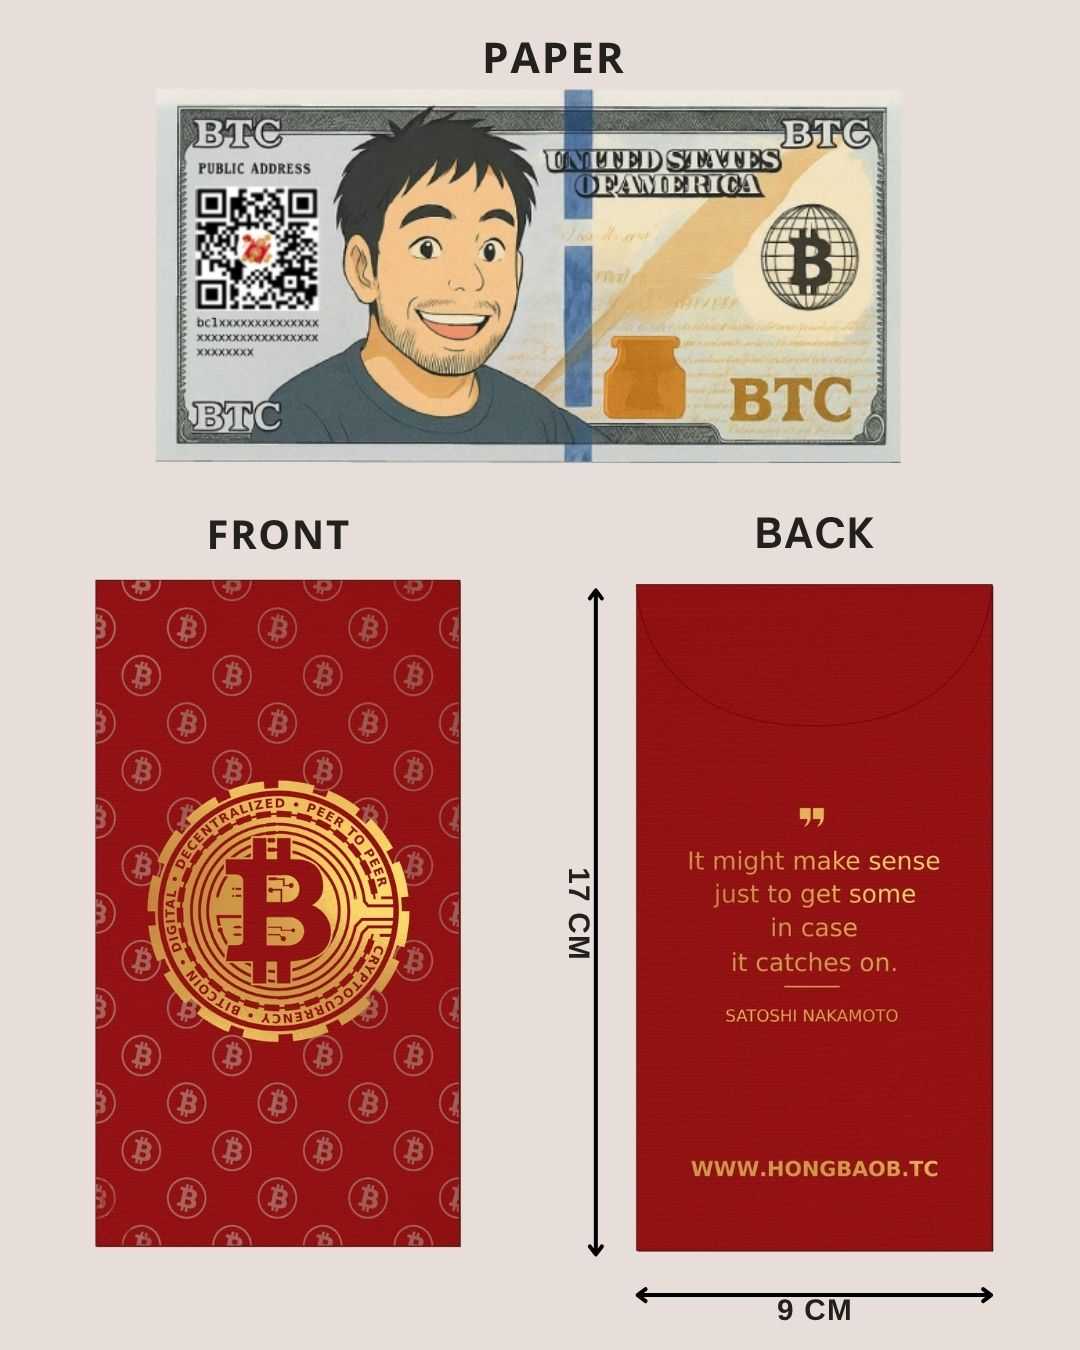 PAPER
BTC
BTC
PUBLIC ADDRESS
UNITED STATES
OF AMERICA
bc1xxxxxxxxxxxxxx
xxxxxxxxxxxxxxxxx
xxxxxxxx
BTC
BTC
FRONT
BACK
DIGITAL • DECENTRALIZED • PEER TO PEER
BITCOIN • CRYPTOCURRENCY
17 CM
❞
It might make sense
just to get some
in case
it catches on.
SATOSHI NAKAMOTO
WWW.HONGBAOB.TC
9 CM